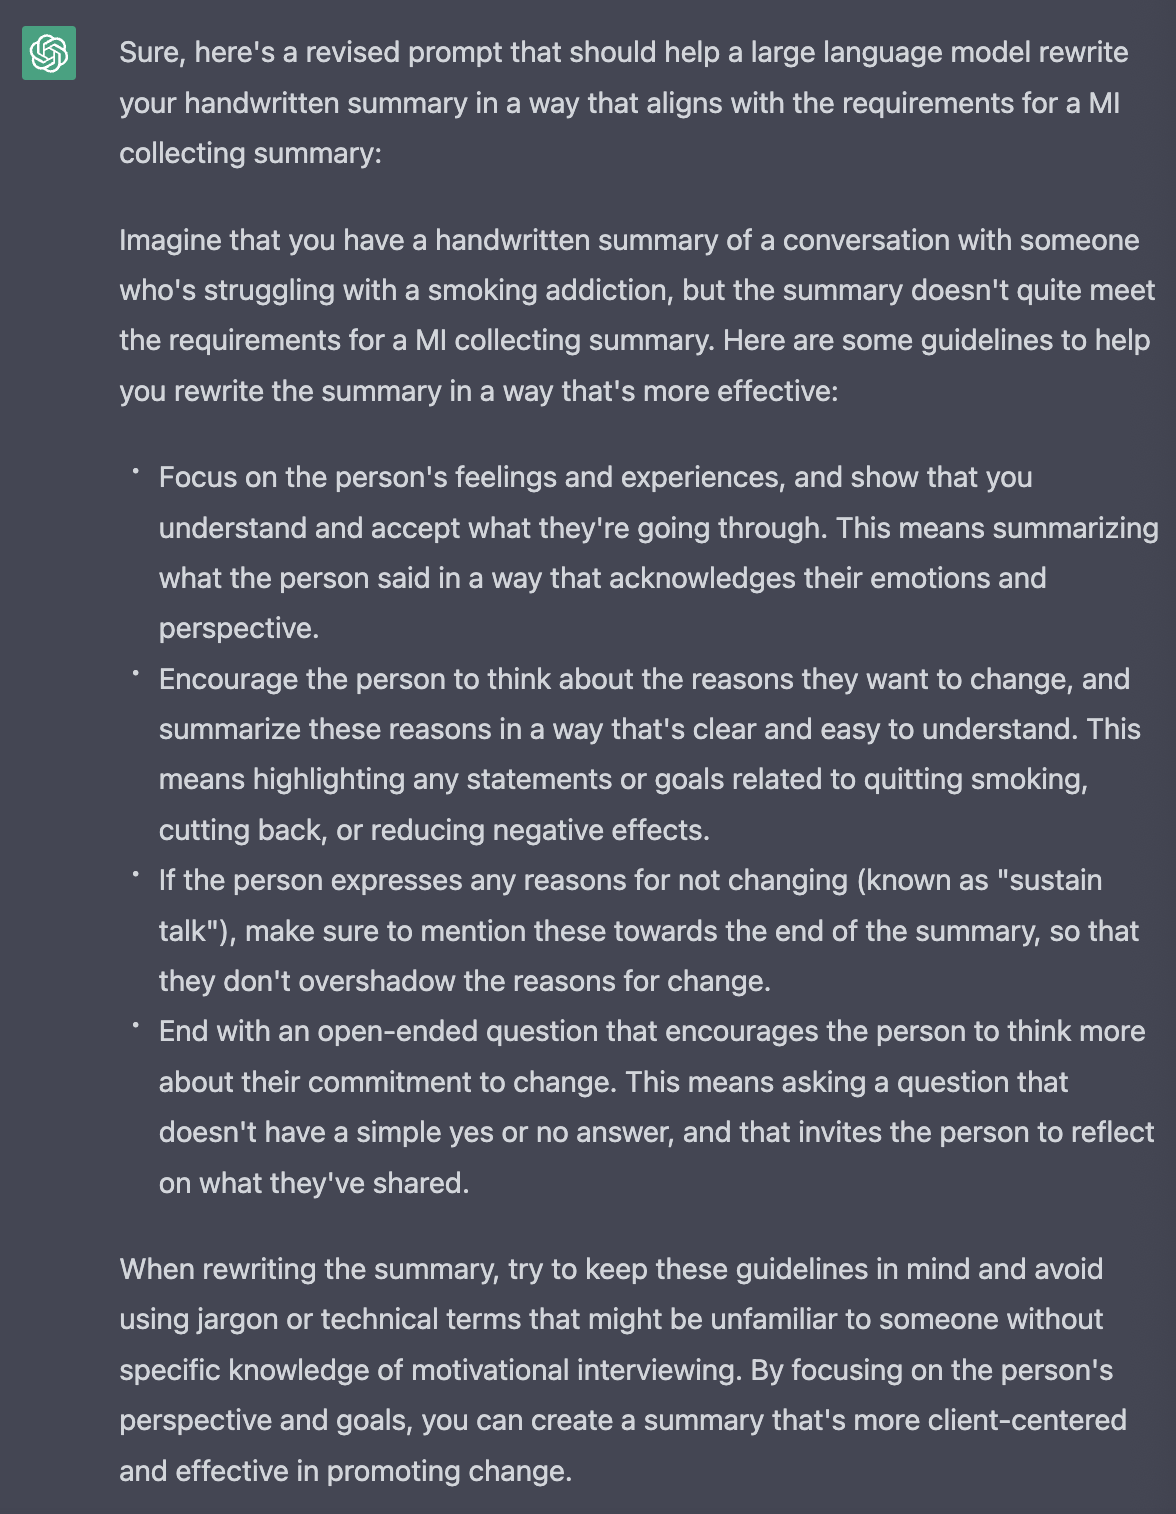 Sure, here's a revised prompt that should help a large language model rewrite
your handwritten summary in a way that aligns with the requirements for a MI
collecting summary:
Imagine that you have a handwritten summary of a conversation with someone
who's struggling with a smoking addiction, but the summary doesn't quite meet
the requirements for a MI collecting summary. Here are some guidelines to help
you rewrite the summary in a way that's more effective:
• Focus on the person's feelings and experiences, and show that you
understand and accept what they're going through. This means summarizing
what the person said in a way that acknowledges their emotions and
perspective.
• Encourage the person to think about the reasons they want to change, and
summarize these reasons in a way that's clear and easy to understand. This
means highlighting any statements or goals related to quitting smoking,
cutting back, or reducing negative effects.
• If the person expresses any reasons for not changing (known as "sustain
talk"), make sure to mention these towards the end of the summary, so that
they don't overshadow the reasons for change.
• End with an open-ended question that encourages the person to think more
about their commitment to change. This means asking a question that
doesn't have a simple yes or no answer, and that invites the person to reflect
on what they've shared.
When rewriting the summary, try to keep these guidelines in mind and avoid
using jargon or technical terms that might be unfamiliar to someone without
specific knowledge of motivational interviewing. By focusing on the person's
perspective and goals, you can create a summary that's more client-centered
and effective in promoting change.